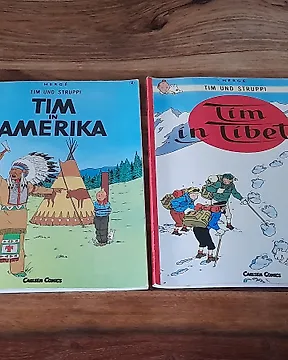 HERGÉ
TIM UND STRUPPI
TIM
IN
AMERIKA
CARLSEN COMICS
HERGÉ
TIM UND STRUPPI
Tim
in Tibet
CARLSEN COMICS